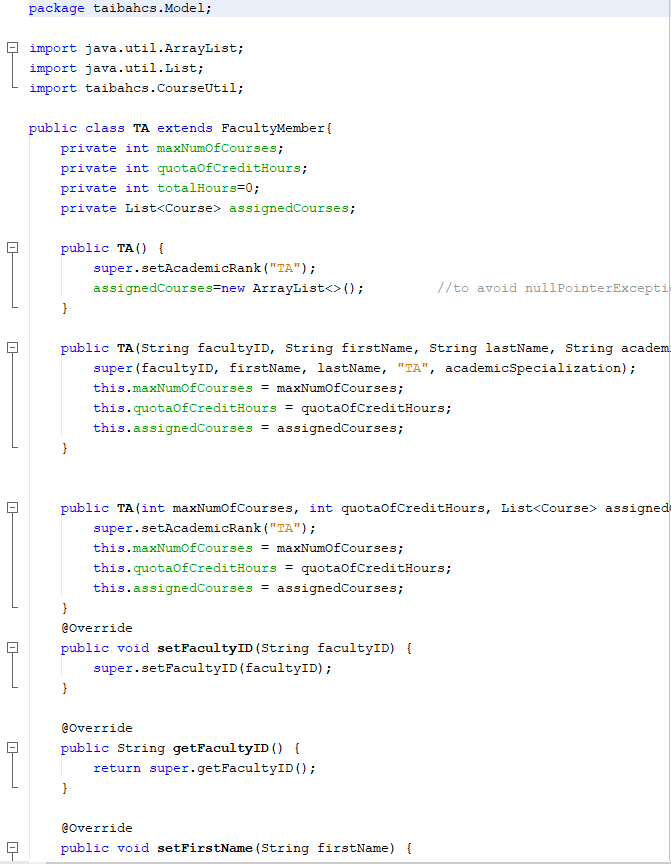 package taibahcs.Model;
import java.util.ArrayList;
import java.util.List;
import taibahcs.CourseUtil;
public class TA extends FacultyMember{
private int maxNumOfCourses;
private int quotaOfCreditHours;
private int totalHours=0;
private List<Course> assignedCourses;
public TA() {
super.setAcademicRank("TA");
assignedCourses=new ArrayList<>(); //to avoid nullPointerExcepti
}
public TA(String facultyID, String firstName, String lastName, String academ
super(facultyID, firstName, lastName, "TA", academicSpecialization);
this.maxNumOfCourses = maxNumOfCourses;
this.quotaOfCreditHours = quotaOfCreditHours;
this.assignedCourses = assignedCourses;
}
public TA(int maxNumOfCourses, int quotaOfCreditHours, List<Course> assigned
super.setAcademicRank("TA");
this.maxNumOfCourses = maxNumOfCourses;
this.quotaOfCreditHours = quotaOfCreditHours;
this.assignedCourses = assignedCourses;
}
@Override
public void setFacultyID(String facultyID) {
super.setFacultyID(facultyID);
}
@Override
public String getFacultyID() {
return super.getFacultyID();
}
@Override
public void setFirstName(String firstName) {